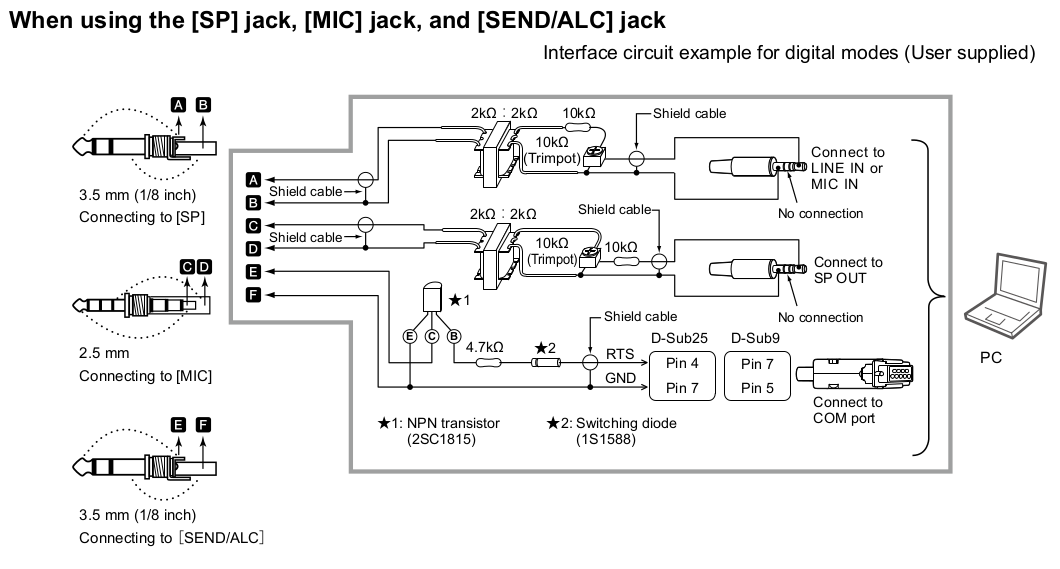 When using the [SP] jack, [MIC] jack, and [SEND/ALC] jack
Interface circuit example for digital modes (User supplied)
A B
3.5 mm (1/8 inch)
Connecting to [SP]
C D
2.5 mm
Connecting to [MIC]
E F
3.5 mm (1/8 inch)
Connecting to [SEND/ALC]
A
Shield cable
B
C
Shield cable
D
E
F
2kΩ : 2kΩ
10kΩ
10kΩ
(Trimpot)
Shield cable
Connect to
LINE IN or
MIC IN
No connection
2kΩ : 2kΩ
10kΩ
(Trimpot)
10kΩ
Shield cable
Connect to
SP OUT
No connection
★1
E C B
4.7kΩ
★2
Shield cable
RTS
GND
D-Sub25
Pin 4
Pin 7
D-Sub9
Pin 7
Pin 5
Connect to
COM port
PC
★1: NPN transistor
(2SC1815)
★2: Switching diode
(1S1588)